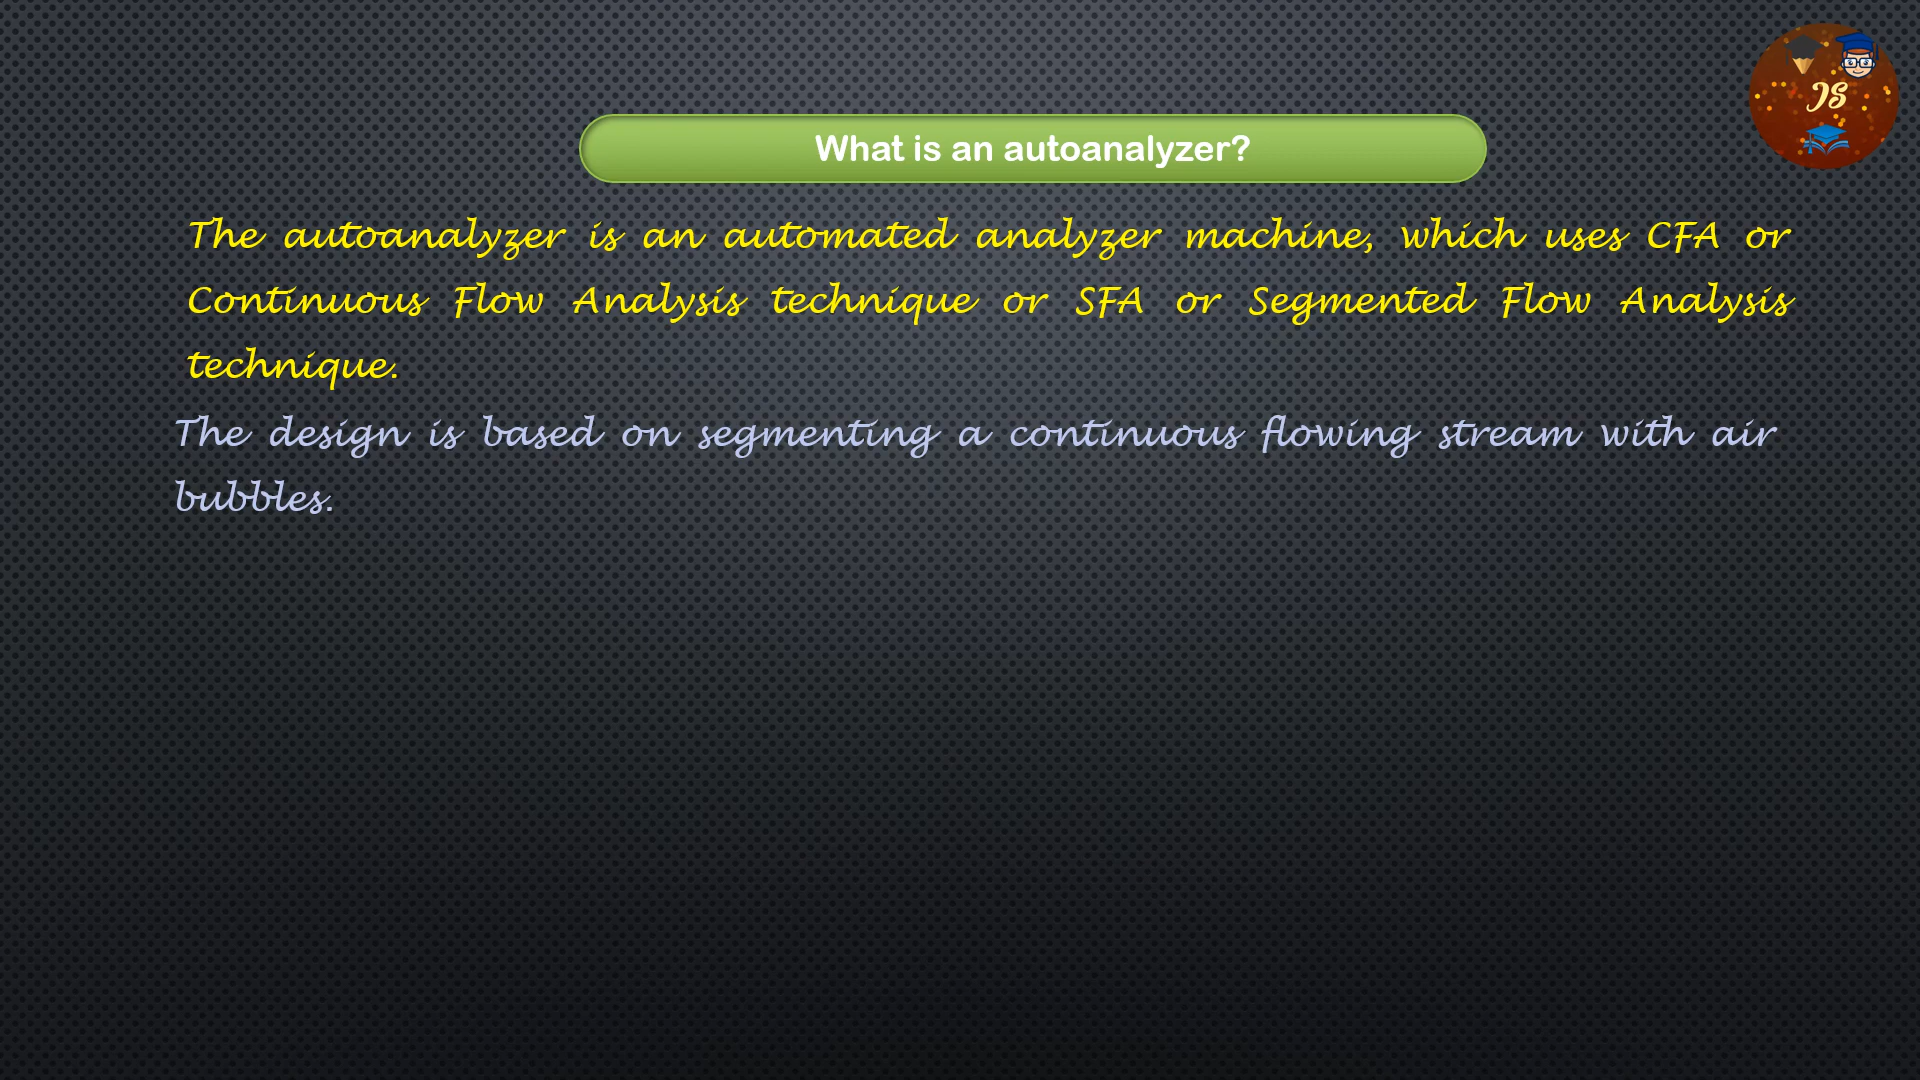 JS
What is an autoanalyzer?
The autoanalyzer is an automated analyzer machine, which uses CFA or
Continuous Flow Analysis technique or SFA or Segmented Flow Analysis
technique.
The design is based on segmenting a continuous flowing stream with air
bubbles.